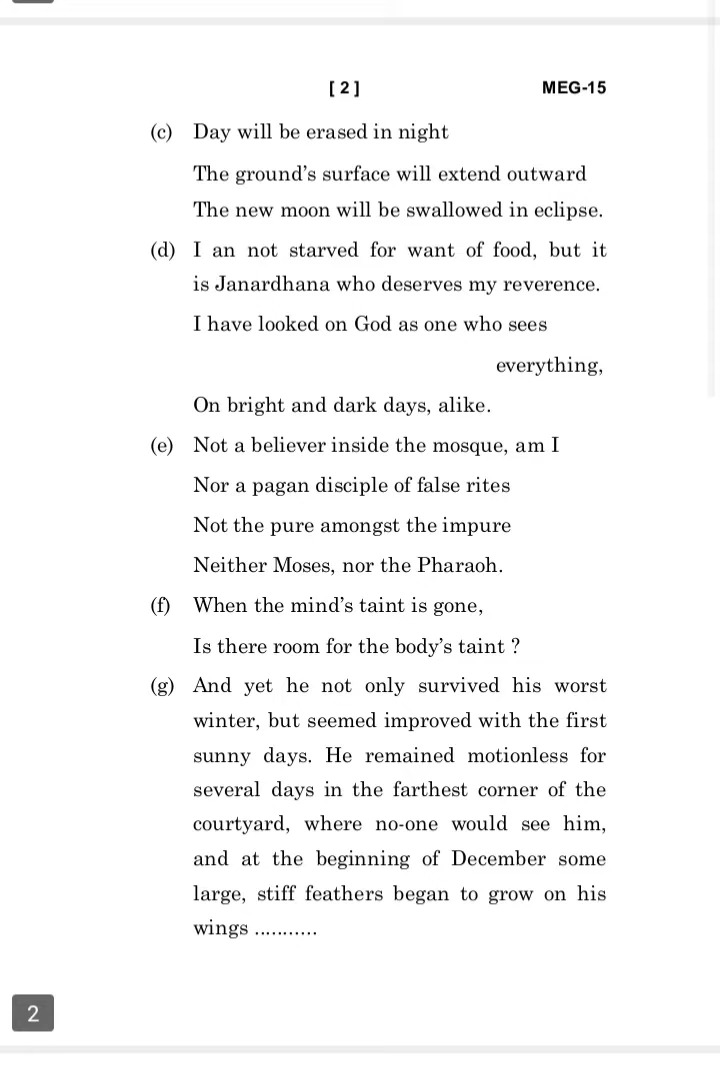 [ 2 ] MEG-15
(c) Day will be erased in night
The ground's surface will extend outward
The new moon will be swallowed in eclipse.
(d) I an not starved for want of food, but it
is Janardhana who deserves my reverence.
I have looked on God as one who sees
everything,
On bright and dark days, alike.
(e) Not a believer inside the mosque, am I
Nor a pagan disciple of false rites
Not the pure amongst the impure
Neither Moses, nor the Pharaoh.
(f) When the mind's taint is gone,
Is there room for the body's taint ?
(g) And yet he not only survived his worst
winter, but seemed improved with the first
sunny days. He remained motionless for
several days in the farthest corner of the
courtyard, where no-one would see him,
and at the beginning of December some
large, stiff feathers began to grow on his
wings ...........
2